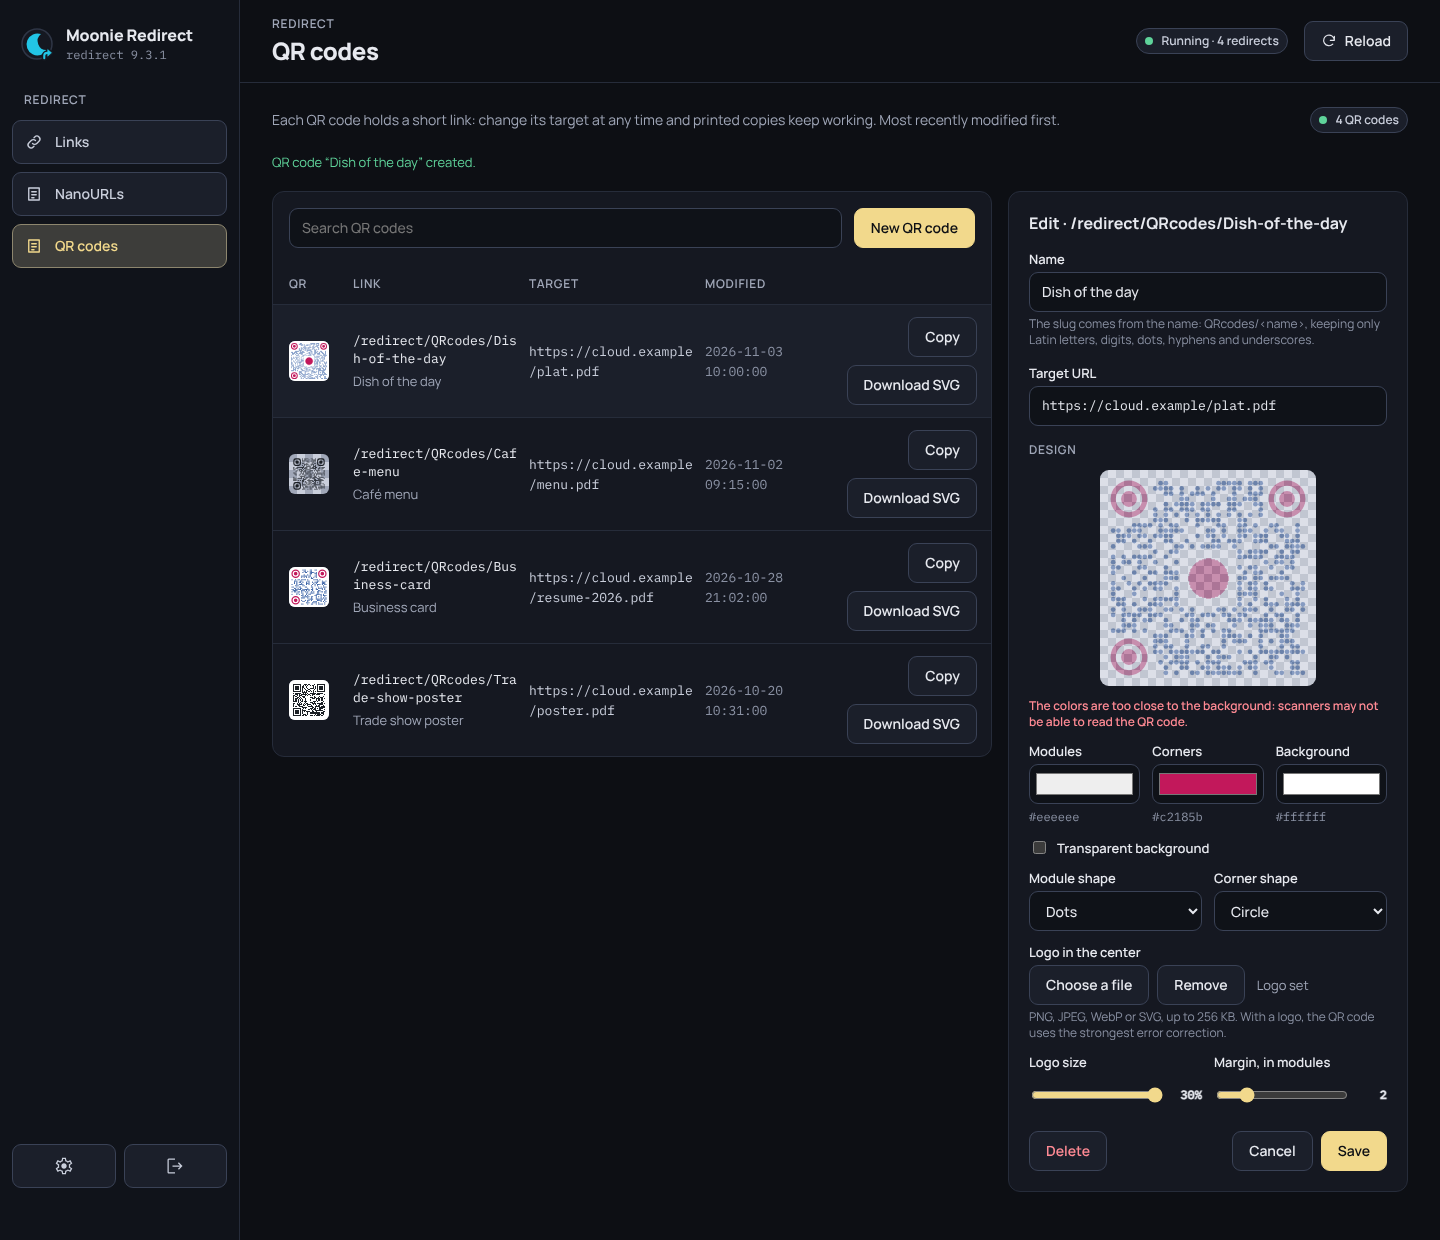 Moonie Redirect
redirect 9.3.1
REDIRECT
Links
NanoURLs
QR codes
REDIRECT
QR codes
Running · 4 redirects
Reload
Each QR code holds a short link: change its target at any time and printed copies keep working. Most recently modified first.
4 QR codes
QR code “Dish of the day” created.
Search QR codes
New QR code
QR
LINK
TARGET
MODIFIED
/redirect/QRcodes/Dis
h-of-the-day
Dish of the day
https://cloud.example
/plat.pdf
2026-11-03
10:00:00
Copy
Download SVG
/redirect/QRcodes/Caf
e-menu
Café menu
https://cloud.example
/menu.pdf
2026-11-02
09:15:00
Copy
Download SVG
/redirect/QRcodes/Bus
iness-card
Business card
https://cloud.example
/resume-2026.pdf
2026-10-28
21:02:00
Copy
Download SVG
/redirect/QRcodes/Tra
de-show-poster
Trade show poster
https://cloud.example
/poster.pdf
2026-10-20
10:31:00
Copy
Download SVG
Edit · /redirect/QRcodes/Dish-of-the-day
Name
Dish of the day
The slug comes from the name: QRcodes/<name>, keeping only
Latin letters, digits, dots, hyphens and underscores.
Target URL
https://cloud.example/plat.pdf
DESIGN
The colors are too close to the background: scanners may not
be able to read the QR code.
Modules
Corners
Background
#eeeeee
#c2185b
#ffffff
Transparent background
Module shape
Corner shape
Dots
Circle
Logo in the center
Choose a file
Remove
Logo set
PNG, JPEG, WebP or SVG, up to 256 KB. With a logo, the QR code
uses the strongest error correction.
Logo size
Margin, in modules
30%
2
Delete
Cancel
Save